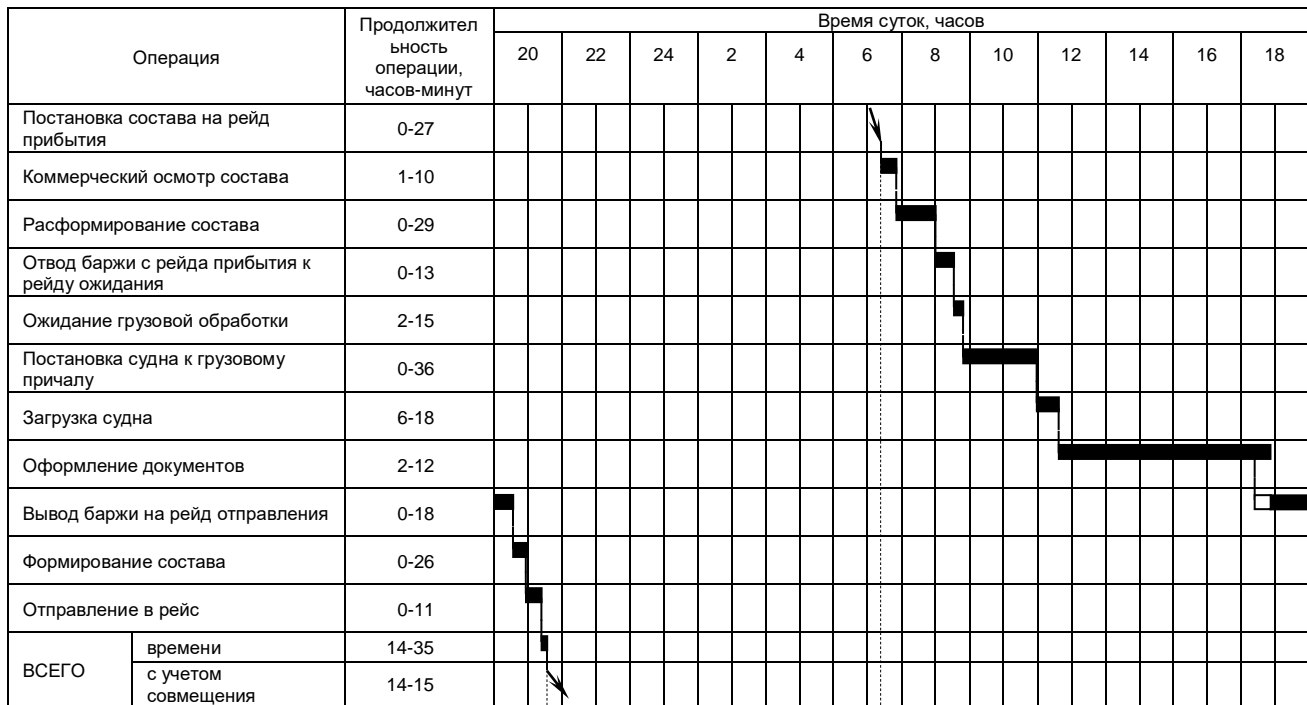 Операция
Продолжител
ьность
операции,
часов-минут
Время суток, часов
20 22 24 2 4 6 8 10 12 14 16 18
Постановка состава на рейд
прибытия
0-27
Коммерческий осмотр состава
1-10
Расформирование состава
0-29
Отвод баржи с рейда прибытия к
рейду ожидания
0-13
Ожидание грузовой обработки
2-15
Постановка судна к грузовому
причалу
0-36
Загрузка судна
6-18
Оформление документов
2-12
Вывод баржи на рейд отправления
0-18
Формирование состава
0-26
Отправление в рейс
0-11
ВСЕГО
времени
14-35
с учетом
совмещения
14-15